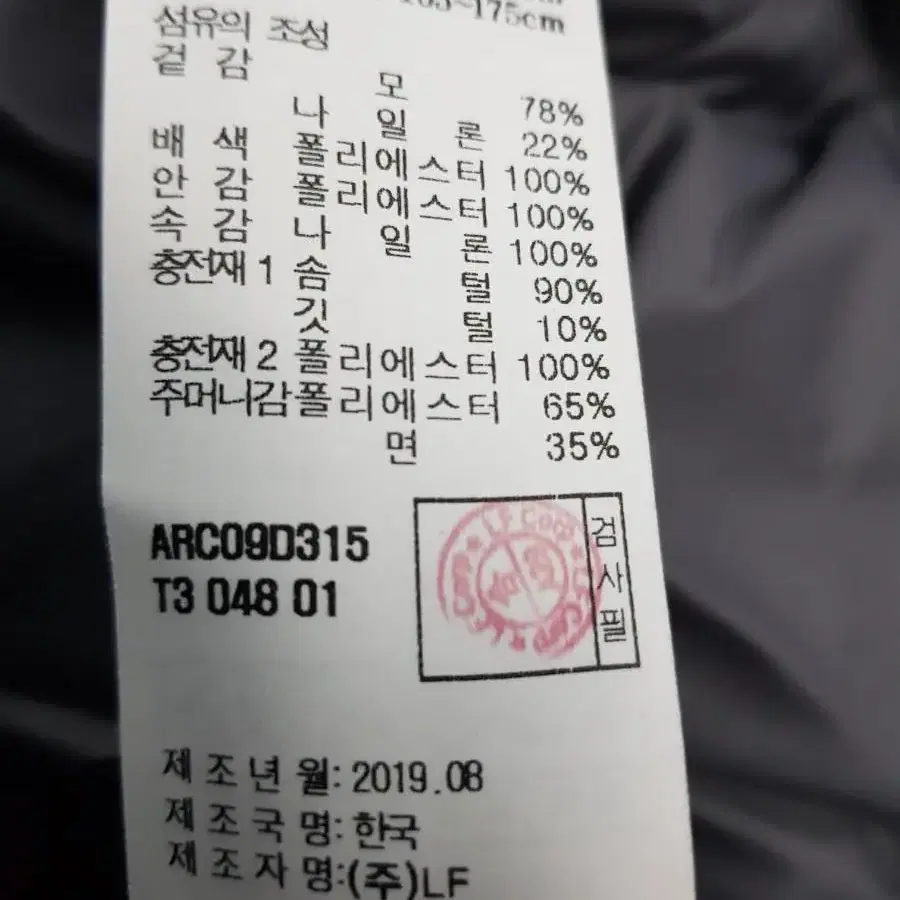 165~175cm
섬유의 조성
겉 감 모 78%
나일론 22%
배 색 폴리에스터 100%
안 감 폴리에스터 100%
속 감 나일론 100%
충전재 1 솜털 90%
깃털 10%
충전재 2 폴리에스터 100%
주머니감 폴리에스터 65%
면 35%
ARC09D315
T3 048 01
검사필
제조년월: 2019.08
제조국명: 한국
제조자명: (주)LF